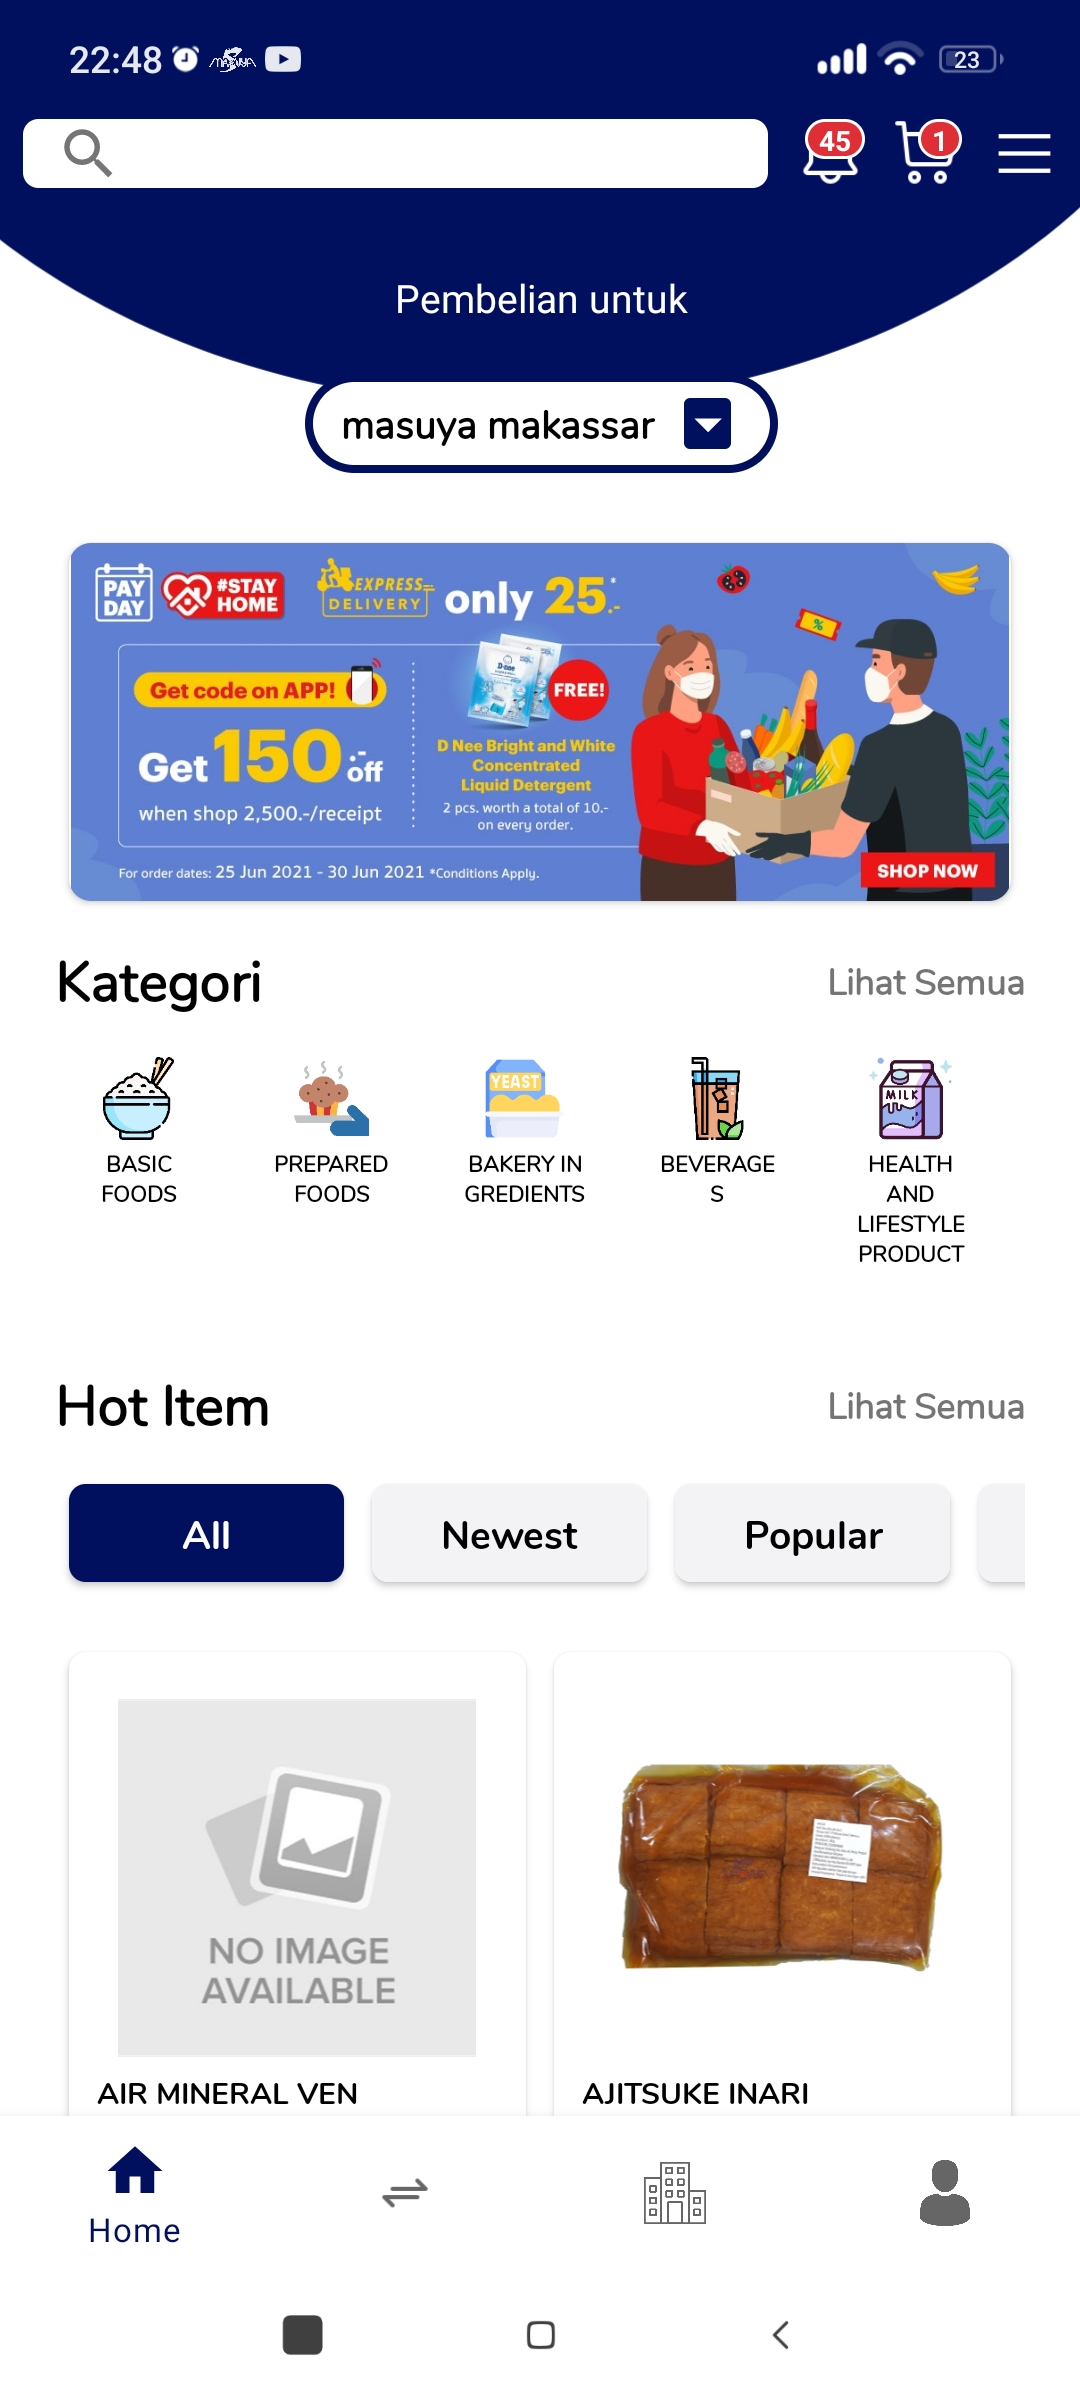 22:48
23
45
1
Pembelian untuk
masuya makassar
PAY DAY
#STAY HOME
EXPRESS DELIVERY
only 25.-*
Get code on APP!
Get 150.- off
when shop 2,500.-/receipt
D-nee
FREE!
D Nee Bright and White
Concentrated
Liquid Detergent
2 pcs. worth a total of 10.-
on every order.
%
For order dates: 25 Jun 2021 - 30 Jun 2021 *Conditions Apply.
SHOP NOW
Kategori
Lihat Semua
YEAST
MILK
BASIC
FOODS
PREPARED
FOODS
BAKERY IN
GREDIENTS
BEVERAGE
S
HEALTH
AND
LIFESTYLE
PRODUCT
Hot Item
Lihat Semua
All
Newest
Popular
NO IMAGE
AVAILABLE
AIR MINERAL VEN
AJITSUKE INARI
Home